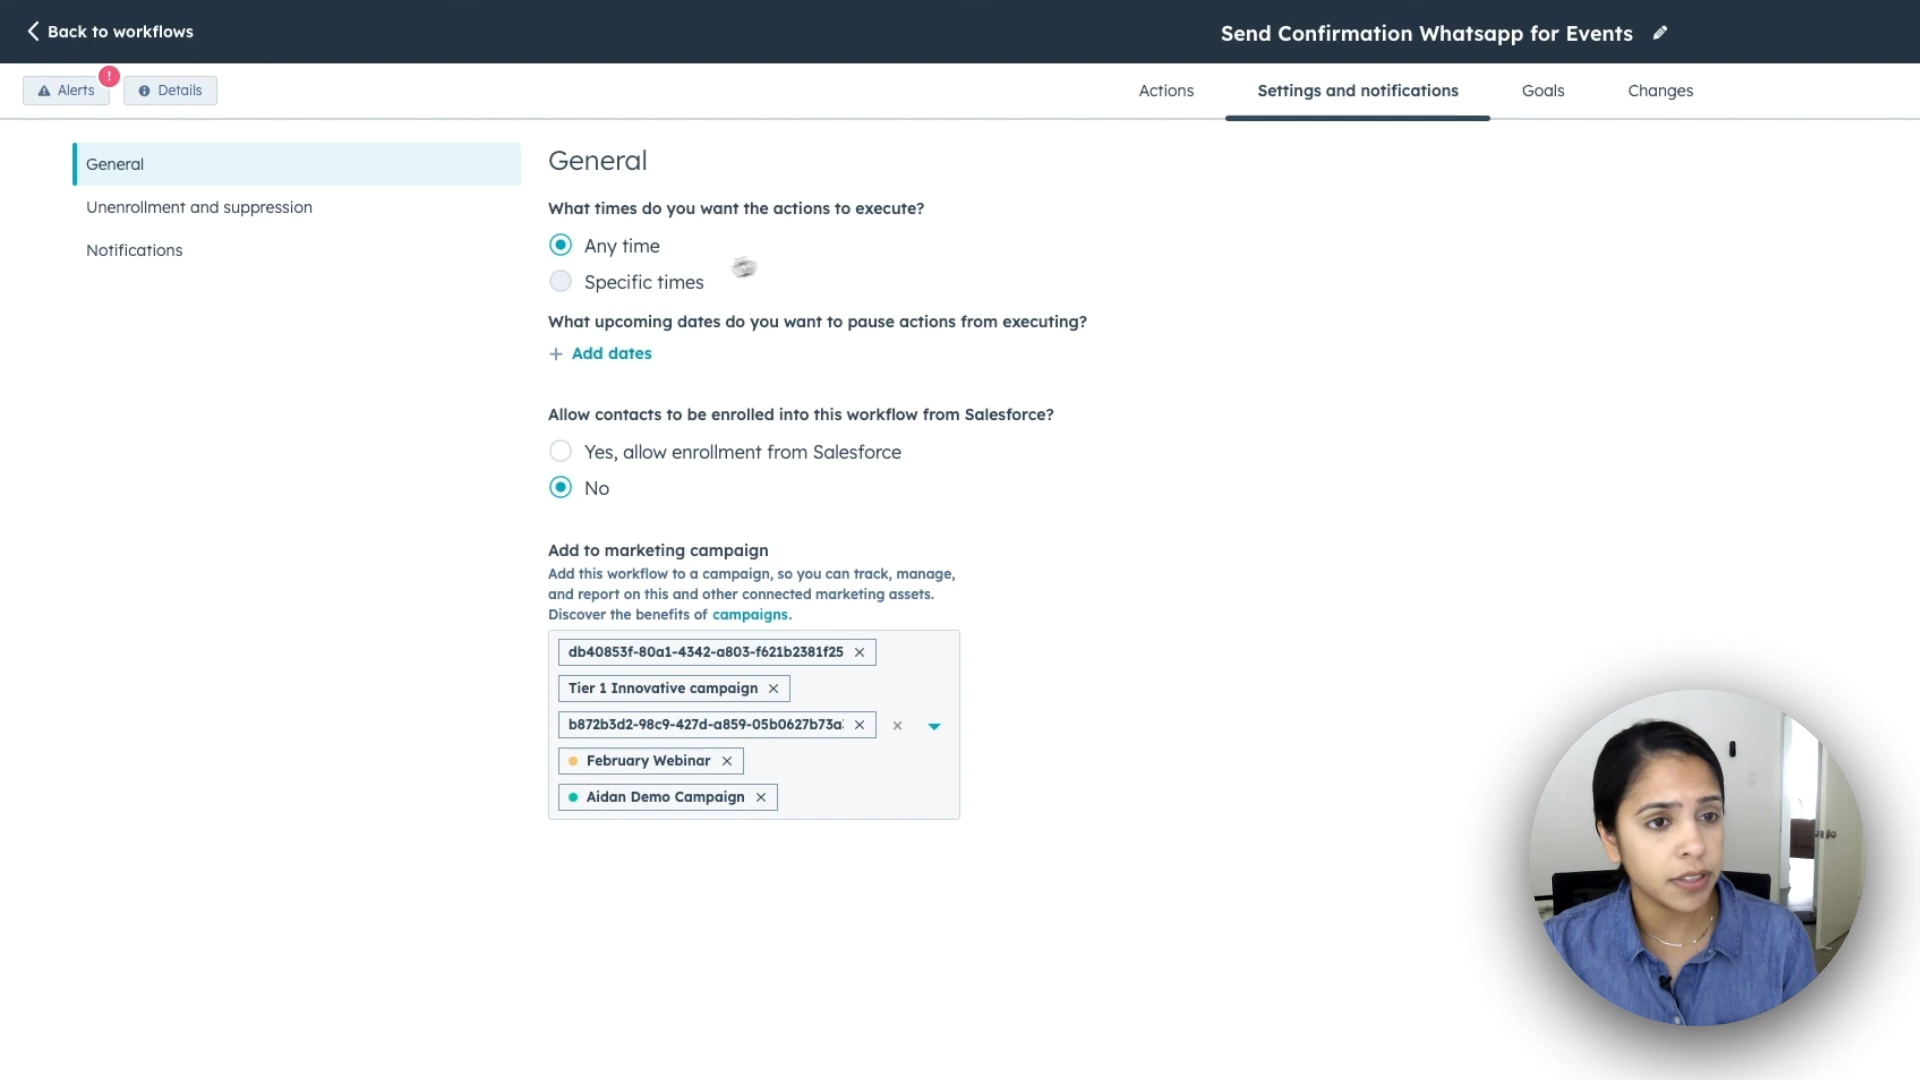 Back to workflows
Send Confirmation Whatsapp for Events
Alerts
!
Details
Actions
Settings and notifications
Goals
Changes
General
Unenrollment and suppression
Notifications
General
What times do you want the actions to execute?
Any time
Specific times
What upcoming dates do you want to pause actions from executing?
+ Add dates
Allow contacts to be enrolled into this workflow from Salesforce?
Yes, allow enrollment from Salesforce
No
Add to marketing campaign
Add this workflow to a campaign, so you can track, manage,
and report on this and other connected marketing assets.
Discover the benefits of campaigns.
db40853f-80a1-4342-a803-f621b2381f25
Tier 1 Innovative campaign
b872b3d2-98c9-427d-a859-05b0627b73a
February Webinar
Aidan Demo Campaign